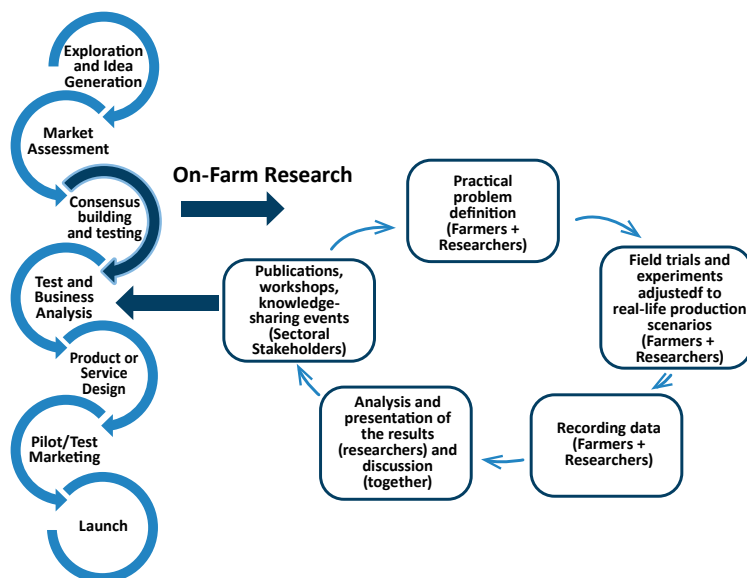 Exploration
and Idea
Generation
Market
Assessment
Consensus
building
and testing
Test and
Business
Analysis
Product or
Service
Design
Pilot/Test
Marketing
Launch
On-Farm Research
Practical
problem
definition
(Farmers +
Researchers)
Field trials and
experiments
adjustedf to
real-life production
scenarios
(Farmers +
Researchers)
Recording data
(Farmers +
Researchers)
Analysis and
presentation of
the results
(researchers) and
discussion
(together)
Publications,
workshops,
knowledge-
sharing events
(Sectoral
Stakeholders)